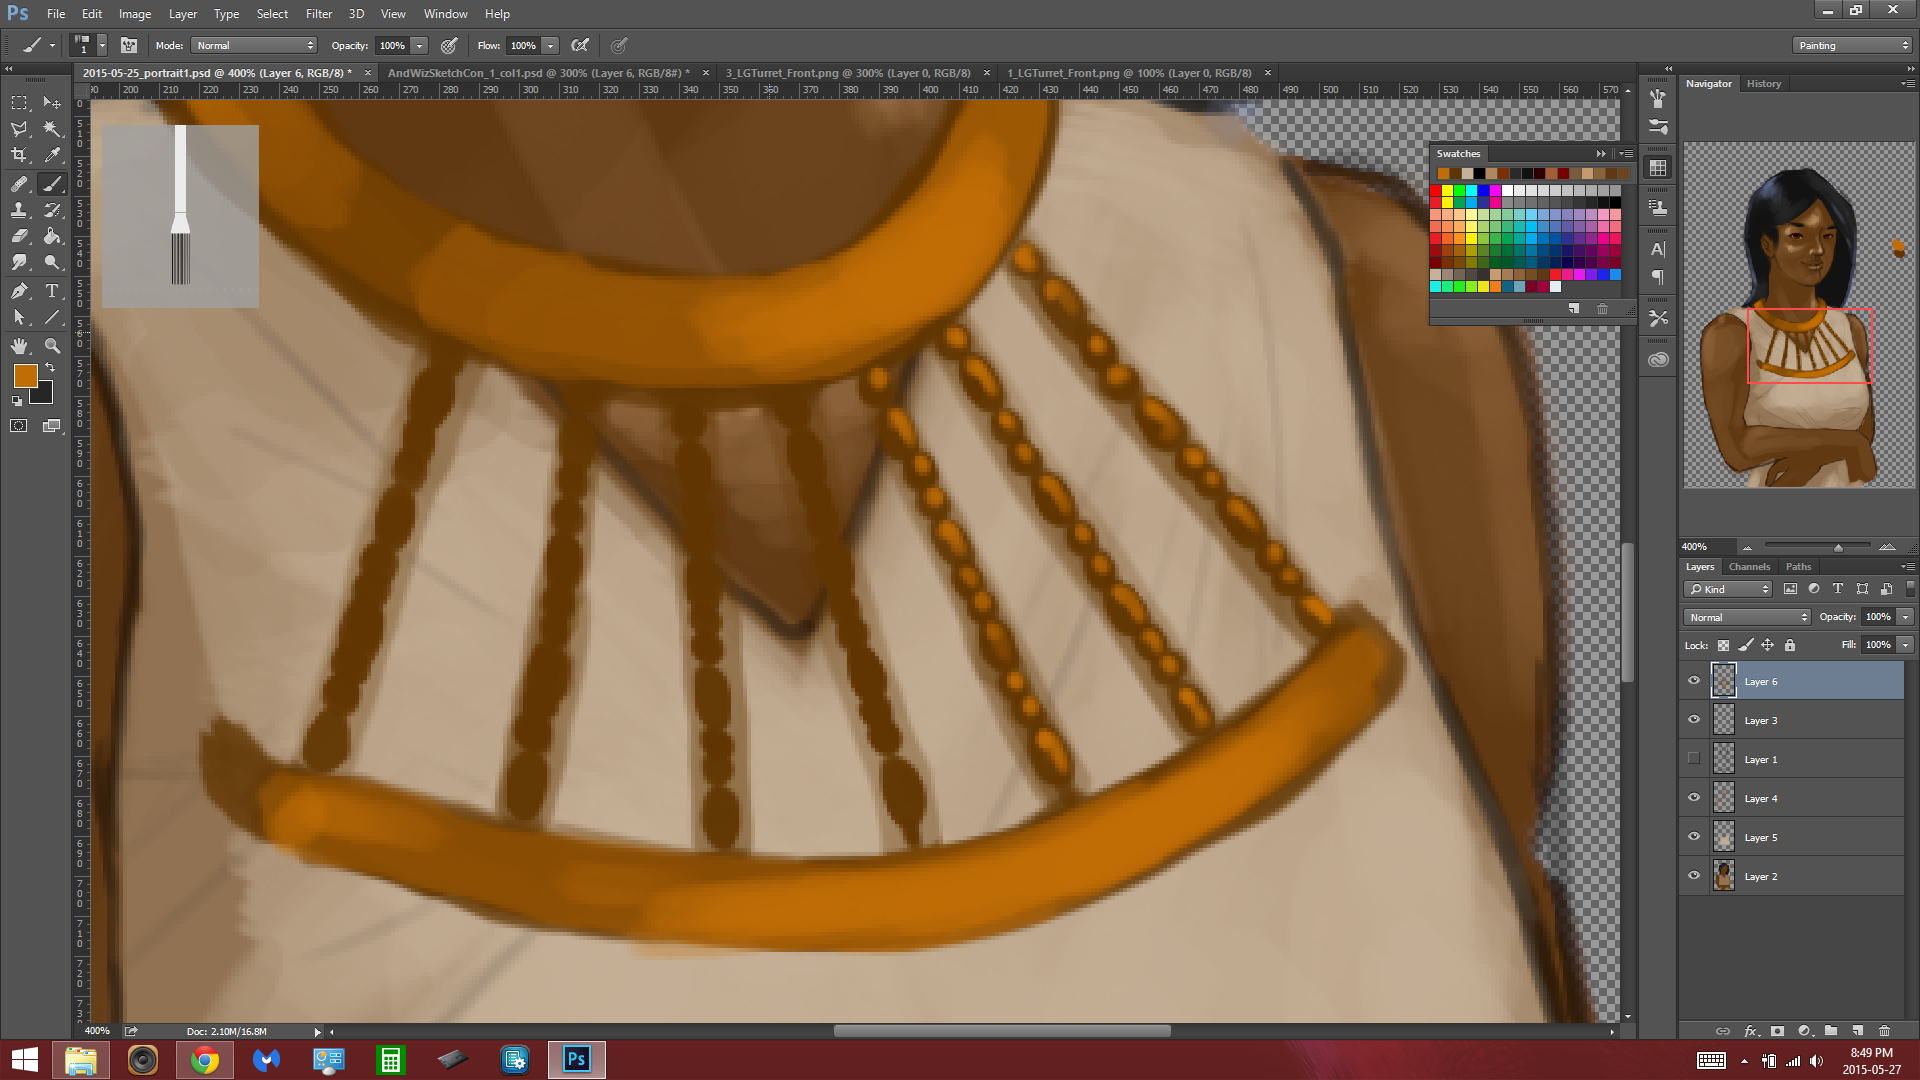 Ps File Edit Image Layer Type Select Filter 3D View Window Help
1 Mode: Normal Opacity: 100% Flow: 100% Painting
2015-05-25_portrait1.psd @ 400% (Layer 6, RGB/8) * AndWizSketchCon_1_col1.psd @ 300% (Layer 6, RGB/8#) * 3_LGTurret_Front.png @ 300% (Layer 0, RGB/8) 1_LGTurret_Front.png @ 100% (Layer 0, RGB/8)
200 210 220 230 240 250 260 270 280 290 300 310 320 330 340 350 360 370 380 390 400 410 420 430 440 450 460 470 480 490 500 510 520 530 540 550 560 570
Navigator History
Swatches
400%
Layers Channels Paths
Kind
Normal Opacity: 100%
Lock: Fill: 100%
Layer 6
Layer 3
Layer 1
Layer 4
Layer 5
Layer 2
400% Doc: 2.10M/16.8M
Ps
8:49 PM
2015-05-27